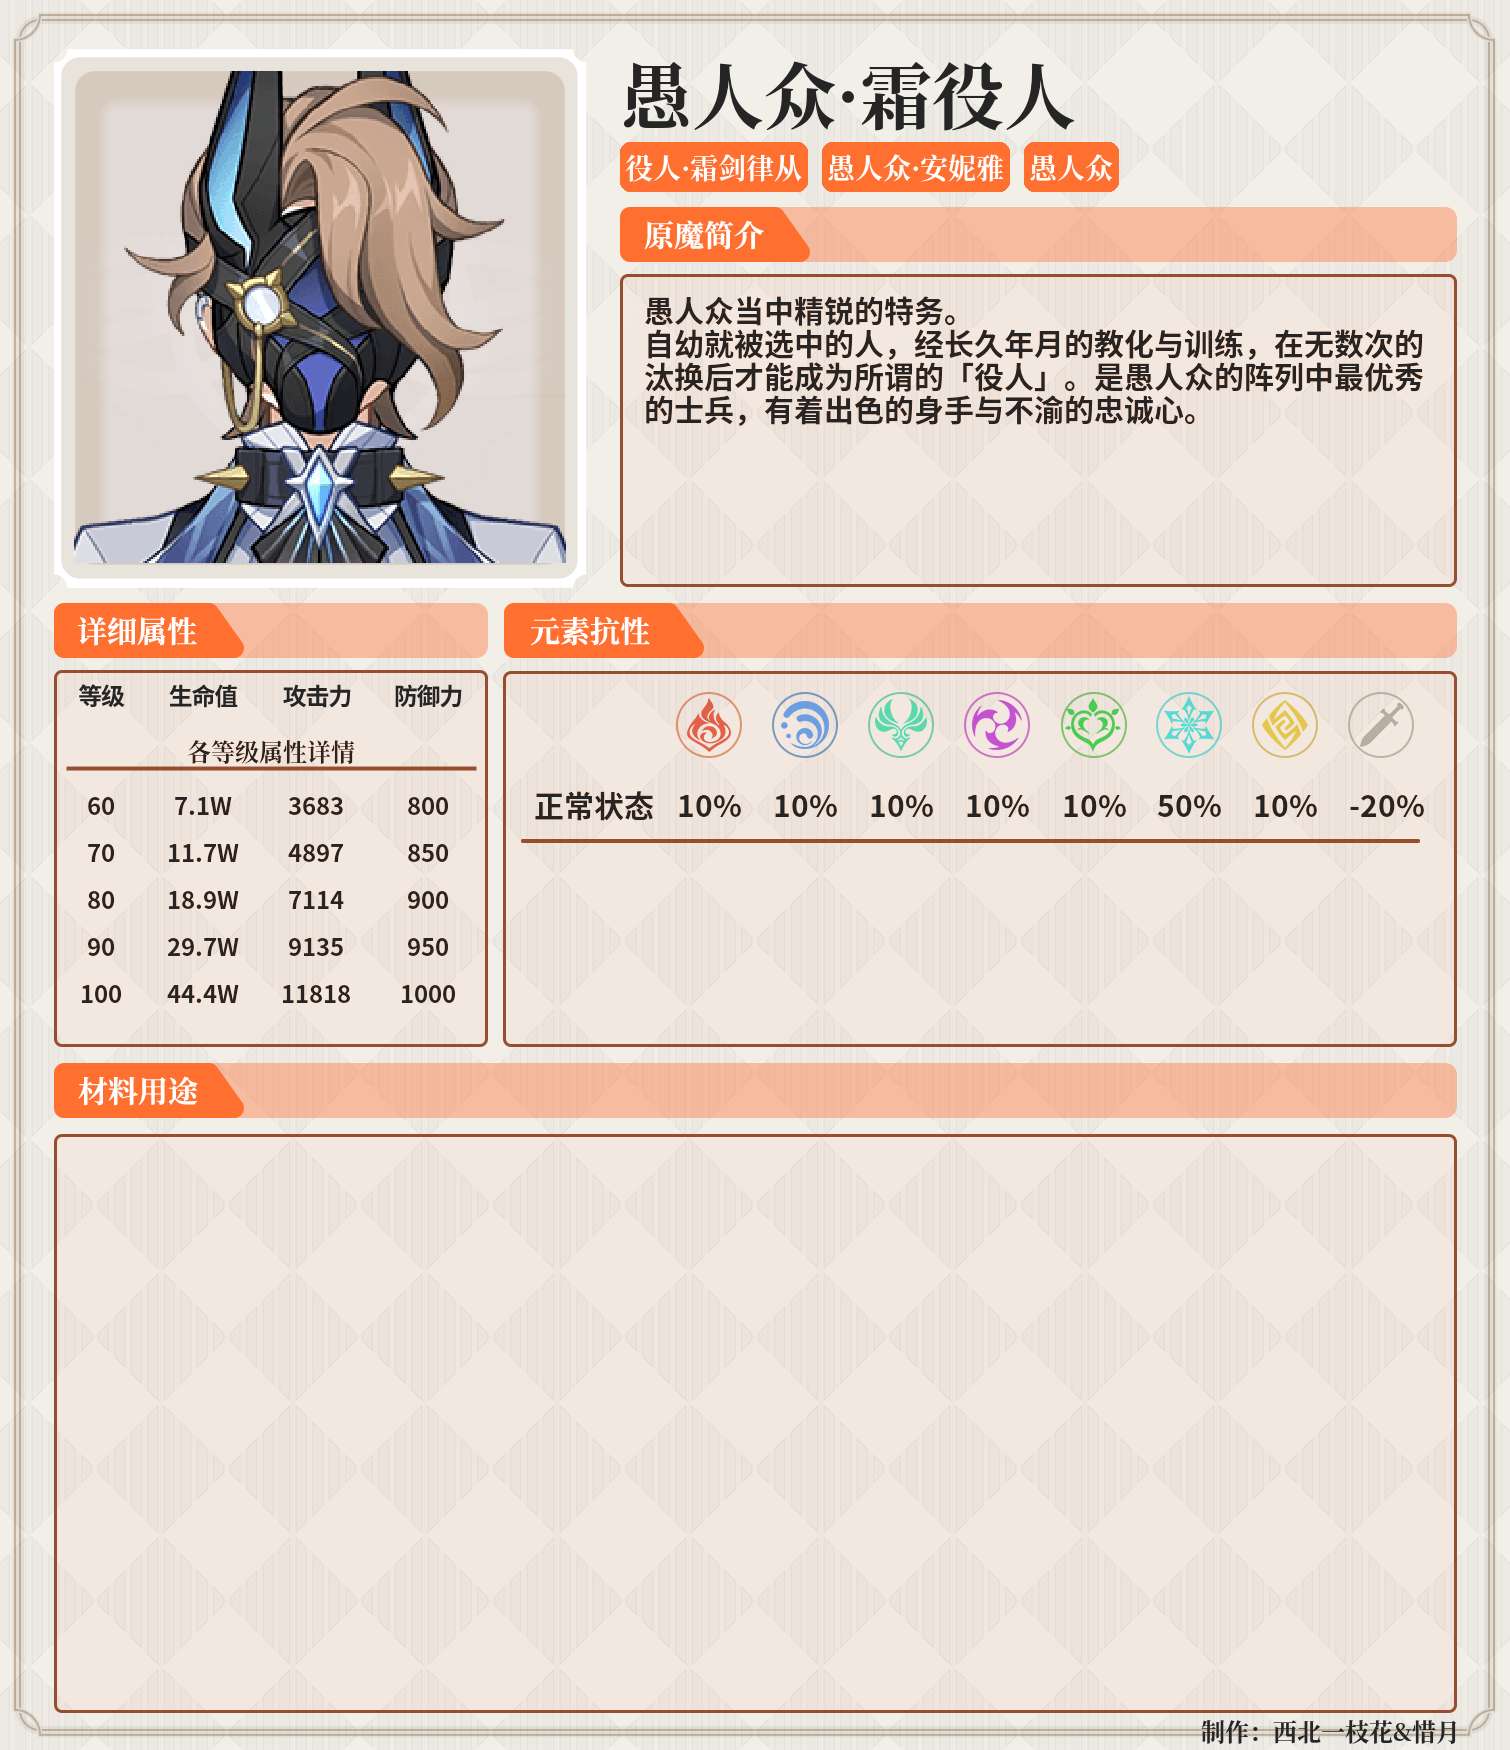 愚人众·霜役人
役人·霜剑律从 愚人众·安妮雅 愚人众
原魔简介
愚人众当中精锐的特务。
自幼就被选中的人，经长久年月的教化与训练，在无数次的
汰换后才能成为所谓的「役人」。是愚人众的阵列中最优秀
的士兵，有着出色的身手与不渝的忠诚心。
详细属性
等级 生命值 攻击力 防御力
各等级属性详情
60 7.1W 3683 800
70 11.7W 4897 850
80 18.9W 7114 900
90 29.7W 9135 950
100 44.4W 11818 1000
元素抗性
正常状态 10% 10% 10% 10% 10% 50% 10% -20%
材料用途
制作：西北一枝花&惜月